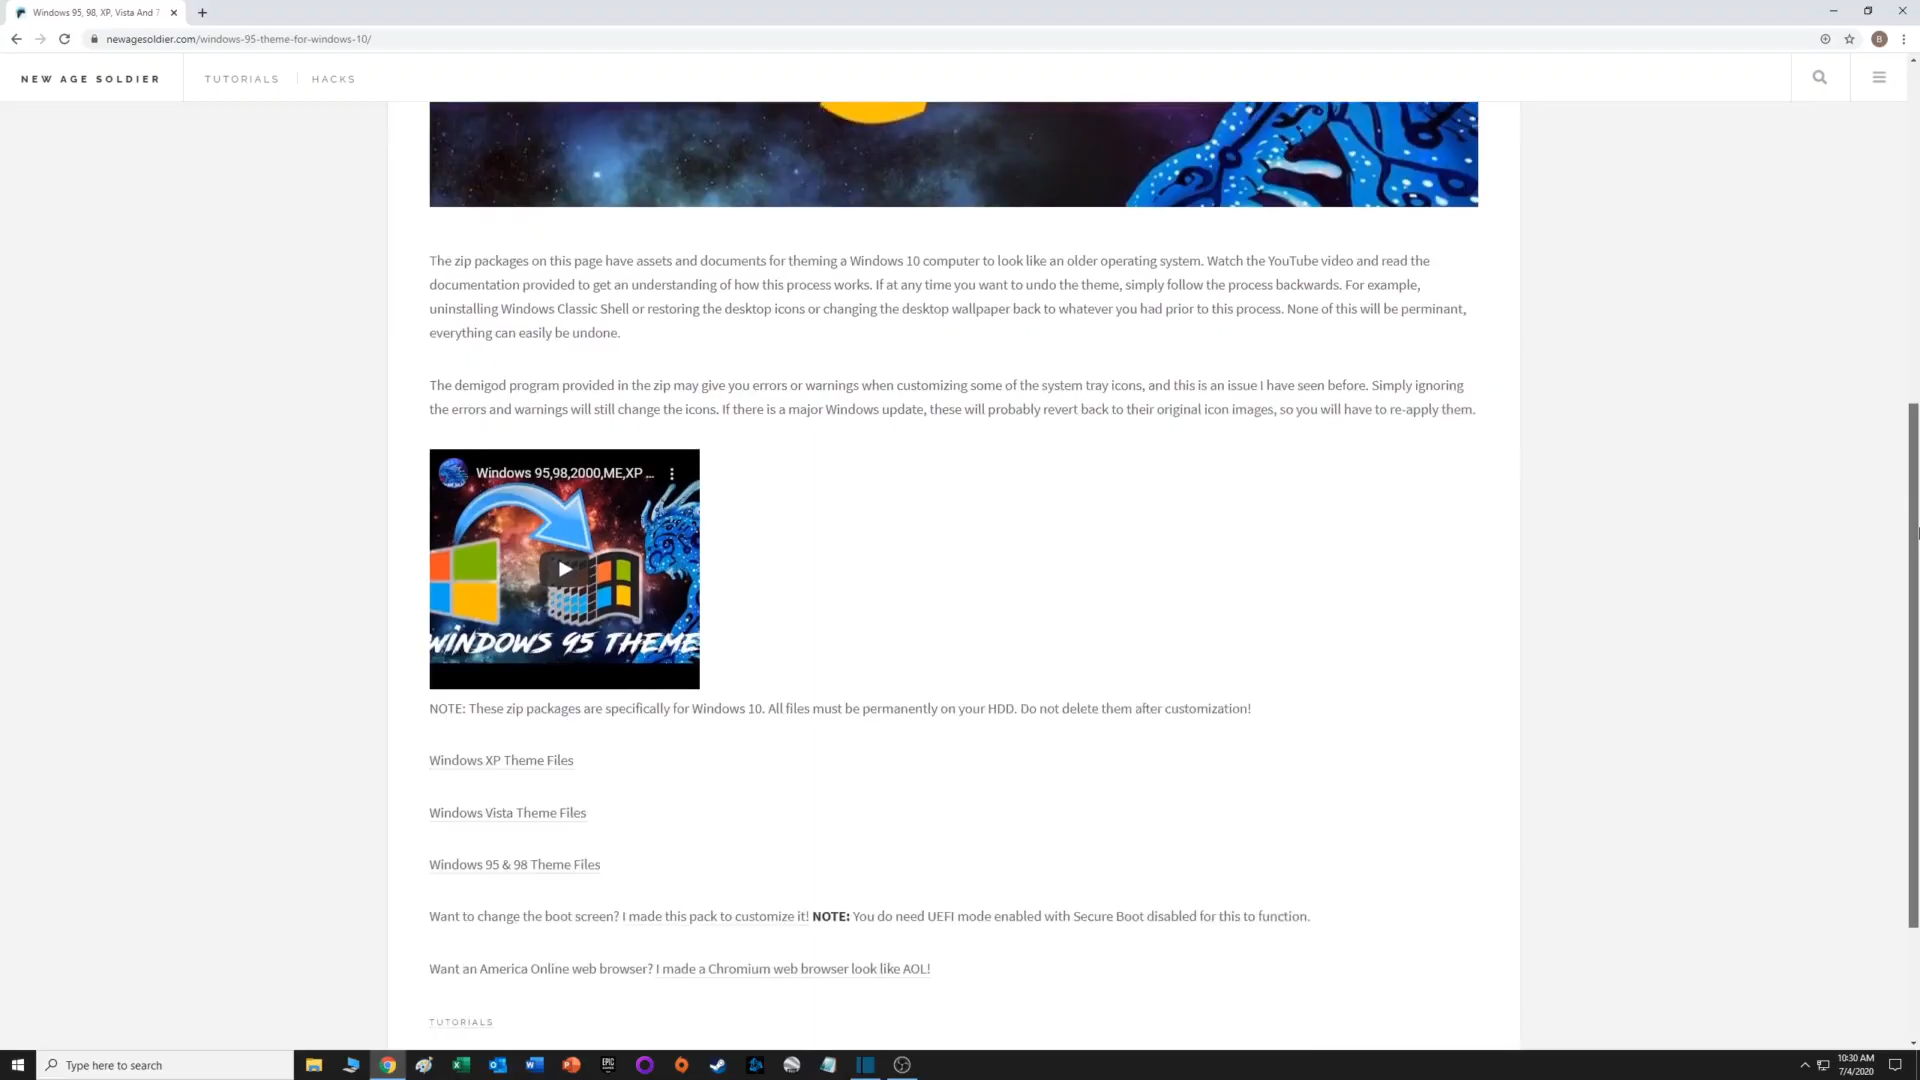 Windows 95, 98, XP, Vista And 7
newagesoldier.com/windows-95-theme-for-windows-10/
B
NEW AGE SOLDIER
TUTORIALS
HACKS
The zip packages on this page have assets and documents for theming a Windows 10 computer to look like an older operating system. Watch the YouTube video and read the
documentation provided to get an understanding of how this process works. If at any time you want to undo the theme, simply follow the process backwards. For example,
uninstalling Windows Classic Shell or restoring the desktop icons or changing the desktop wallpaper back to whatever you had prior to this process. None of this will be perminant,
everything can easily be undone.
The demigod program provided in the zip may give you errors or warnings when customizing some of the system tray icons, and this is an issue I have seen before. Simply ignoring
the errors and warnings will still change the icons. If there is a major Windows update, these will probably revert back to their original icon images, so you will have to re-apply them.
Windows 95,98,2000,ME,XP ...
WINDOWS 95 THEME
NOTE: These zip packages are specifically for Windows 10. All files must be permanently on your HDD. Do not delete them after customization!
Windows XP Theme Files
Windows Vista Theme Files
Windows 95 & 98 Theme Files
Want to change the boot screen? I made this pack to customize it! NOTE: You do need UEFI mode enabled with Secure Boot disabled for this to function.
Want an America Online web browser? I made a Chromium web browser look like AOL!
TUTORIALS
Type here to search
EPIC
10:30 AM
7/4/2020